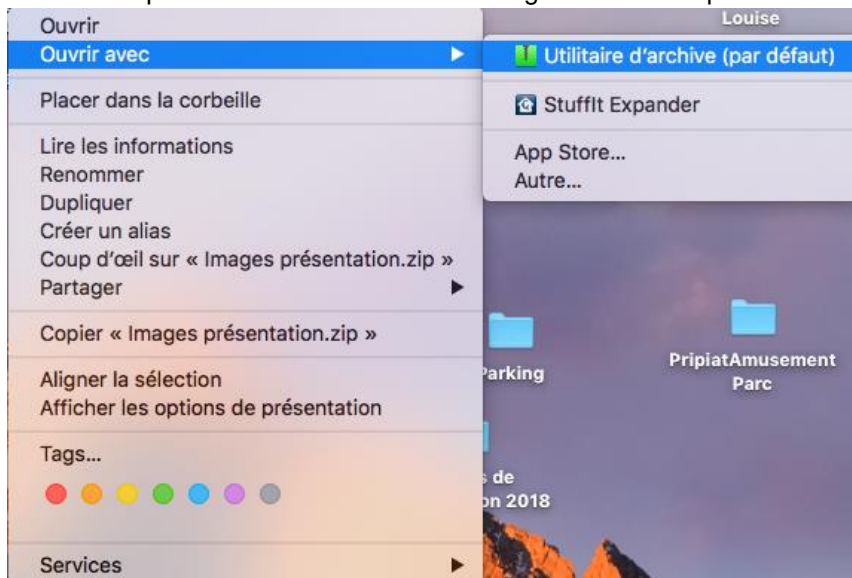 Louise
Ouvrir
Ouvrir avec
Utilitaire d'archive (par défaut)
Placer dans la corbeille
StuffIt Expander
Lire les informations
App Store...
Renommer
Autre...
Dupliquer
Créer un alias
Coup d'œil sur « Images présentation.zip »
Partager
Copier « Images présentation.zip »
Parking
PripiatAmusement
Parc
Aligner la sélection
Afficher les options de présentation
Tags...
de
2018
Services